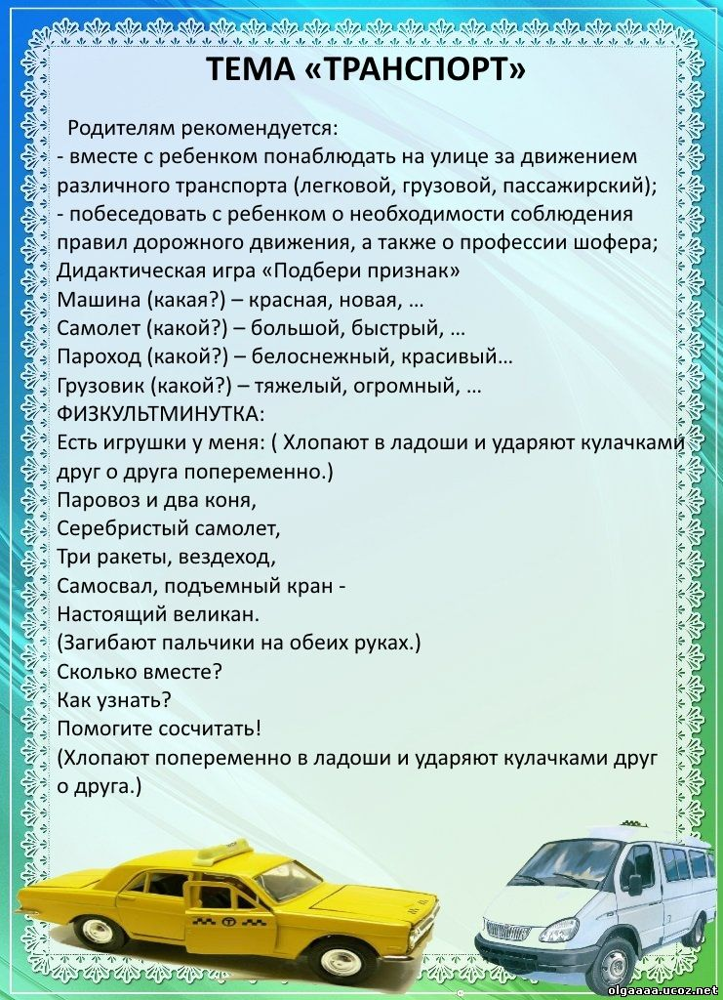 ТЕМА «ТРАНСПОРТ»
Родителям рекомендуется:
- вместе с ребенком понаблюдать на улице за движением
различного транспорта (легковой, грузовой, пассажирский);
- побеседовать с ребенком о необходимости соблюдения
правил дорожного движения, а также о профессии шофера;
Дидактическая игра «Подбери признак»
Машина (какая?) – красная, новая, …
Самолет (какой?) – большой, быстрый, …
Пароход (какой?) – белоснежный, красивый…
Грузовик (какой?) – тяжелый, огромный, …
ФИЗКУЛЬТМИНУТКА:
Есть игрушки у меня: ( Хлопают в ладоши и ударяют кулачками
друг о друга попеременно.)
Паровоз и два коня,
Серебристый самолет,
Три ракеты, вездеход,
Самосвал, подъемный кран -
Настоящий великан.
(Загибают пальчики на обеих руках.)
Сколько вместе?
Как узнать?
Помогите сосчитать!
(Хлопают попеременно в ладоши и ударяют кулачками друг
о друга.)
olgaaaa.ucoz.net